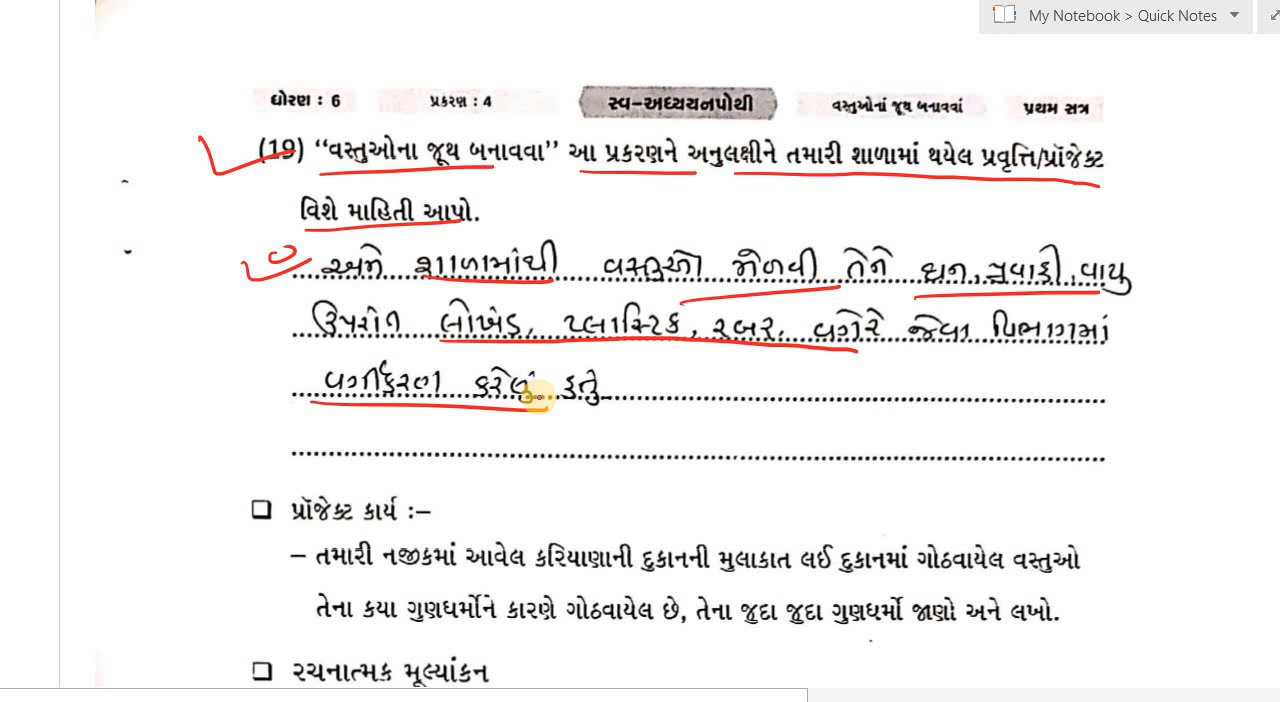 My Notebook > Quick Notes
ધોરણ : 6 પ્રકરણ : 4 સ્વ-અધ્યયનપોથી વસ્તુઓનાં જૂથ બનાવવાં પ્રથમ સત્ર
(19) “વસ્તુઓના જૂથ બનાવવા” આ પ્રકરણને અનુલક્ષીને તમારી શાળામાં થયેલ પ્રવૃત્તિ/પ્રૉજેક્ટ
વિશે માહિતી આપો.
અમે શાળામાંથી વસ્તુઓ મેળવી તેને ઘન, પ્રવાહી, વાયુ
ઉપરાંત લોખંડ, પ્લાસ્ટિક, રબર, વગેરે જેવા વિભાગમાં
વર્ગીકરણ કરેલું હતું
❑ પ્રૉજેક્ટ કાર્ય :–
– તમારી નજીકમાં આવેલ કરિયાણાની દુકાનની મુલાકાત લઈ દુકાનમાં ગોઠવાયેલ વસ્તુઓ
તેના કયા ગુણધર્મોને કારણે ગોઠવાયેલ છે, તેના જુદા જુદા ગુણધર્મો જાણો અને લખો.
❑ રચનાત્મક મૂલ્યાંકન